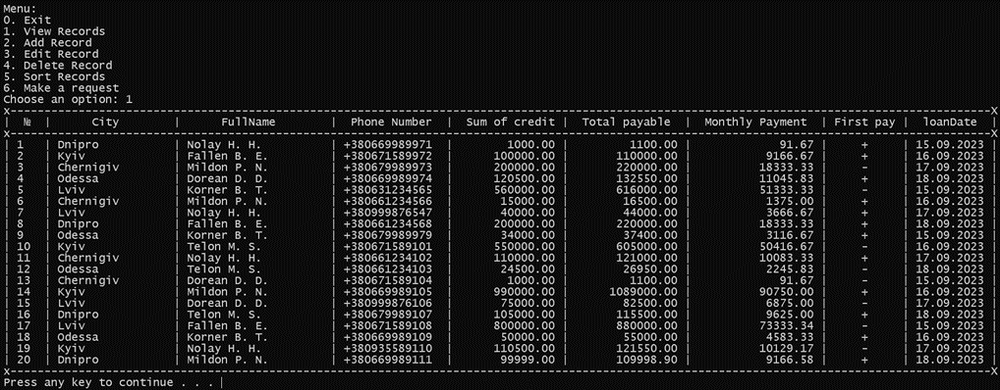 Menu:
0. Exit
1. View Records
2. Add Record
3. Edit Record
4. Delete Record
5. Sort Records
6. Make a request
Choose an option: 1
X---------------------------------------------------------------X
| № | City | FullName | Phone Number | Sum of credit | Total payable | Monthly Payment | First pay | loanDate |
X---------------------------------------------------------------X
| 1 | Dnipro | Nolay H. H. | +380669989971 | 1000.00 | 1100.00 | 91.67 | + | 15.09.2023 |
| 2 | Kyiv | Fallen B. E. | +380671589972 | 100000.00 | 110000.00 | 9166.67 | + | 16.09.2023 |
| 3 | Chernigiv | Mildon P. N. | +380679989973 | 200000.00 | 220000.00 | 18333.33 | - | 17.09.2023 |
| 4 | Odessa | Dorean D. D. | +380669989974 | 120500.00 | 132550.00 | 11045.83 | + | 18.09.2023 |
| 5 | Lviv | Korner B. T. | +380631234565 | 560000.00 | 616000.00 | 51333.33 | - | 15.09.2023 |
| 6 | Chernigiv | Mildon P. N. | +380661234566 | 15000.00 | 16500.00 | 1375.00 | + | 16.09.2023 |
| 7 | Lviv | Nolay H. H. | +380999876547 | 40000.00 | 44000.00 | 3666.67 | + | 17.09.2023 |
| 8 | Dnipro | Fallen B. E. | +380661234568 | 200000.00 | 220000.00 | 18333.33 | + | 18.09.2023 |
| 9 | Odessa | Korner B. T. | +380679989979 | 34000.00 | 37400.00 | 3116.67 | + | 15.09.2023 |
| 10 | Kyiv | Telon M. S. | +380671589101 | 550000.00 | 605000.00 | 50416.67 | - | 16.09.2023 |
| 11 | Chernigiv | Nolay H. H. | +380661234102 | 110000.00 | 121000.00 | 10083.33 | + | 17.09.2023 |
| 12 | Odessa | Telon M. S. | +380661234103 | 24500.00 | 26950.00 | 2245.83 | - | 18.09.2023 |
| 13 | Chernigiv | Dorean D. D. | +380671589104 | 1000.00 | 1100.00 | 91.67 | - | 15.09.2023 |
| 14 | Kyiv | Mildon P. N. | +380669989105 | 990000.00 | 1089000.00 | 90750.00 | + | 16.09.2023 |
| 15 | Lviv | Dorean D. D. | +380999876106 | 75000.00 | 82500.00 | 6875.00 | - | 17.09.2023 |
| 16 | Dnipro | Telon M. S. | +380679989107 | 105000.00 | 115500.00 | 9625.00 | + | 18.09.2023 |
| 17 | Lviv | Fallen B. E. | +380671589108 | 800000.00 | 880000.00 | 73333.34 | - | 15.09.2023 |
| 18 | Odessa | Korner B. T. | +380669989109 | 50000.00 | 55000.00 | 4583.33 | + | 16.09.2023 |
| 19 | Kyiv | Nolay H. H. | +380935589110 | 110500.00 | 121550.00 | 10129.17 | - | 17.09.2023 |
| 20 | Dnipro | Mildon P. N. | +380669989111 | 99999.00 | 109998.90 | 9166.58 | + | 18.09.2023 |
X---------------------------------------------------------------X
Press any key to continue . . .